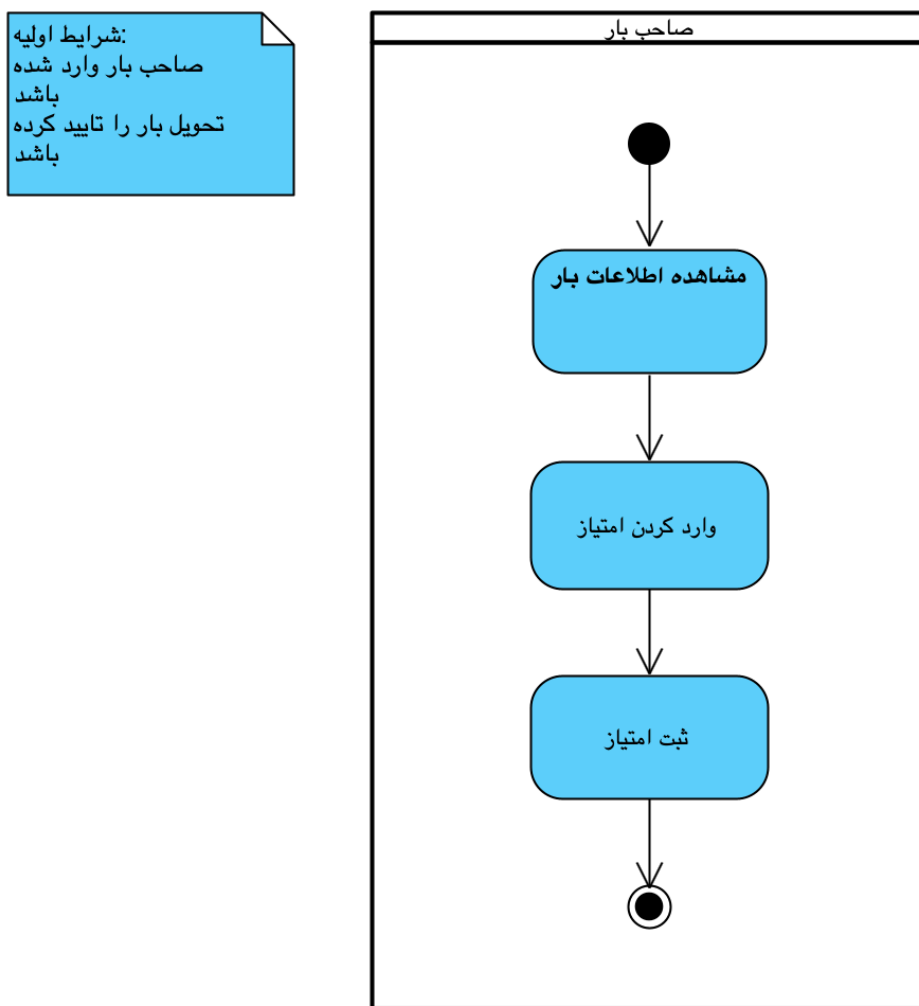 شرایط اولیه:
صاحب بار وارد شده
باشد
تحویل بار را تایید کرده
باشد
صاحب بار
مشاهده اطلاعات بار
وارد کردن امتیاز
ثبت امتیاز